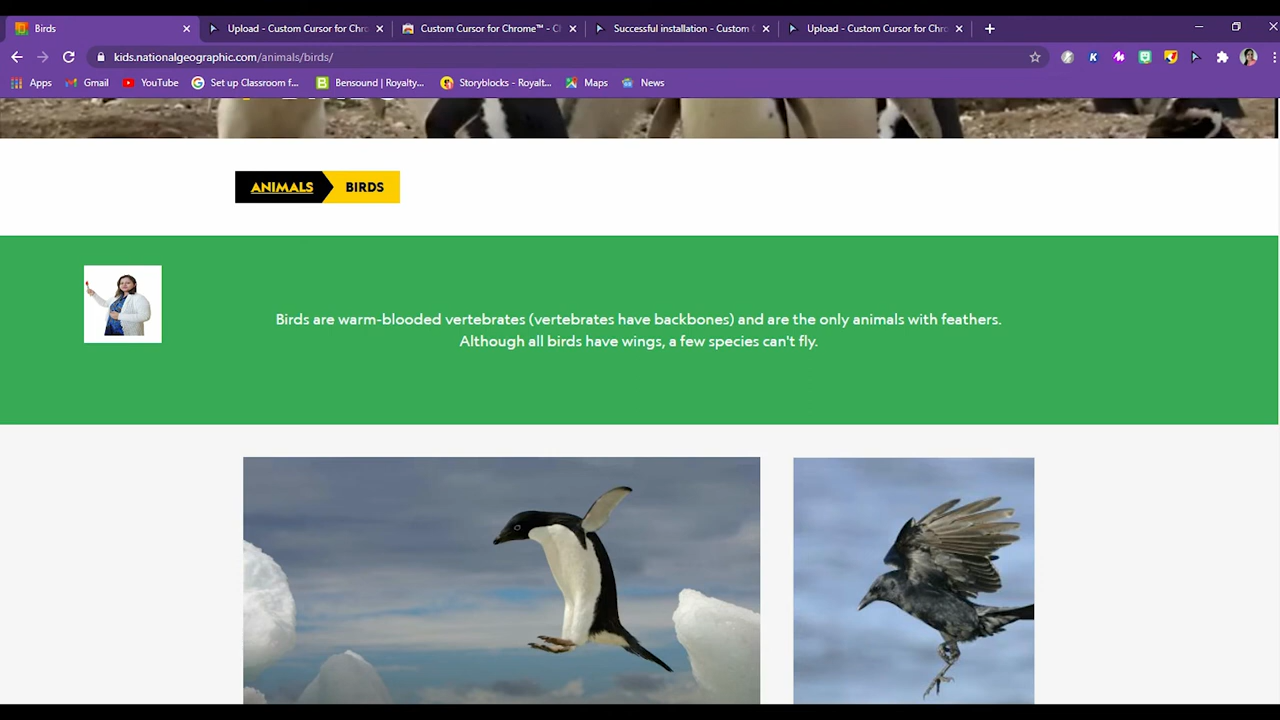 Birds
Upload - Custom Cursor for Chro
Custom Cursor for Chrome™ - C
Successful installation - Custom
Upload - Custom Cursor for Chro
kids.nationalgeographic.com/animals/birds/
Apps
Gmail
YouTube
Set up Classroom f...
Bensound | Royalty...
Storyblocks - Royalt...
Maps
News
ANIMALS
BIRDS
Birds are warm-blooded vertebrates (vertebrates have backbones) and are the only animals with feathers.
Although all birds have wings, a few species can't fly.